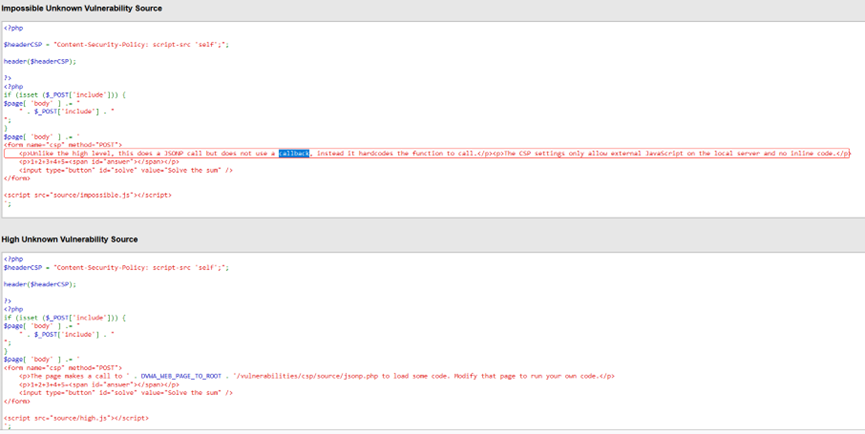 Impossible Unknown Vulnerability Source
<?php
$headerCSP = "Content-Security-Policy: script-src 'self';";
header($headerCSP);
?>
<?php
if (isset ($_POST['include'])) {
$page[ 'body' ] .= "
" . $_POST['include'] . "
";
}
$page[ 'body' ] .= '
<form name="csp" method="POST">
<p>Unlike the high level, this does a JSONP call but does not use a callback, instead it hardcodes the function to call.</p><p>The CSP settings only allow external JavaScript on the local server and no inline code.</p>
<p>1+2+3+4+5=<span id="answer"></span></p>
<input type="button" id="solve" value="Solve the sum" />
</form>
<script src="source/impossible.js"></script>
';
High Unknown Vulnerability Source
<?php
$headerCSP = "Content-Security-Policy: script-src 'self';";
header($headerCSP);
?>
<?php
if (isset ($_POST['include'])) {
$page[ 'body' ] .= "
" . $_POST['include'] . "
";
}
$page[ 'body' ] .= '
<form name="csp" method="POST">
<p>The page makes a call to ' . DVWA_WEB_PAGE_TO_ROOT . '/vulnerabilities/csp/source/jsonp.php to load some code. Modify that page to run your own code.</p>
<p>1+2+3+4+5=<span id="answer"></span></p>
<input type="button" id="solve" value="Solve the sum" />
</form>
<script src="source/high.js"></script>
';